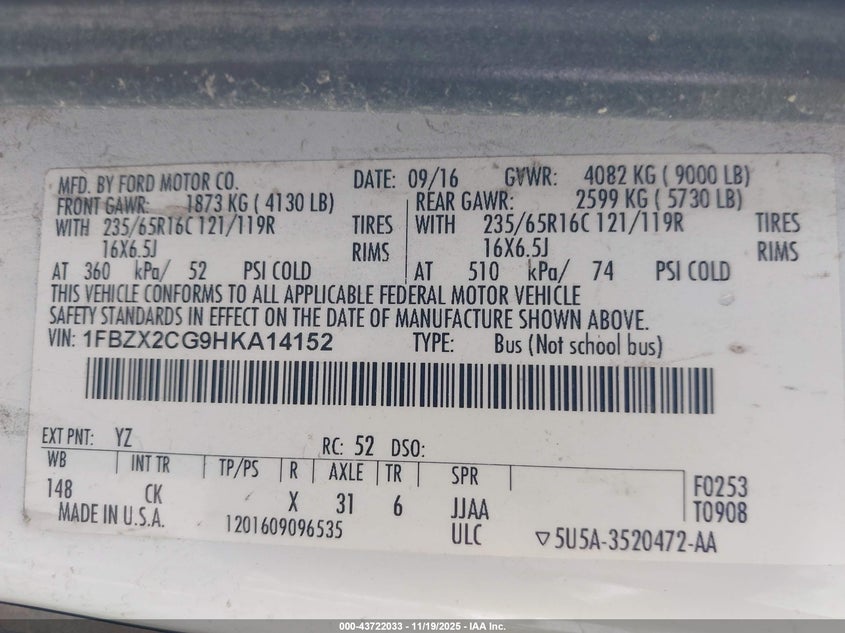 MFD. BY FORD MOTOR CO. DATE: 09/16 GVWR: 4082 KG ( 9000 LB)
FRONT GAWR: 1873 KG ( 4130 LB) REAR GAWR: 2599 KG ( 5730 LB)
WITH 235/65R16C 121/119R TIRES WITH 235/65R16C 121/119R TIRES
16X6.5J RIMS 16X6.5J RIMS
AT 360 kPa/ 52 PSI COLD AT 510 kPa/ 74 PSI COLD
THIS VEHICLE CONFORMS TO ALL APPLICABLE FEDERAL MOTOR VEHICLE
SAFETY STANDARDS IN EFFECT ON THE DATE OF MANUFACTURE SHOWN ABOVE.
VIN: 1FBZX2CG9HKA14152 TYPE: Bus (Not school bus)
EXT PNT: YZ RC: 52 DSO:
WB INT TR TP/PS R AXLE TR SPR F0253
148 CK X 31 6 JJAA T0908
MADE IN U.S.A. 1201609096535 ULC ▽5U5A-3520472-AA
000-43722033 - 11/19/2025 - IAA Inc.